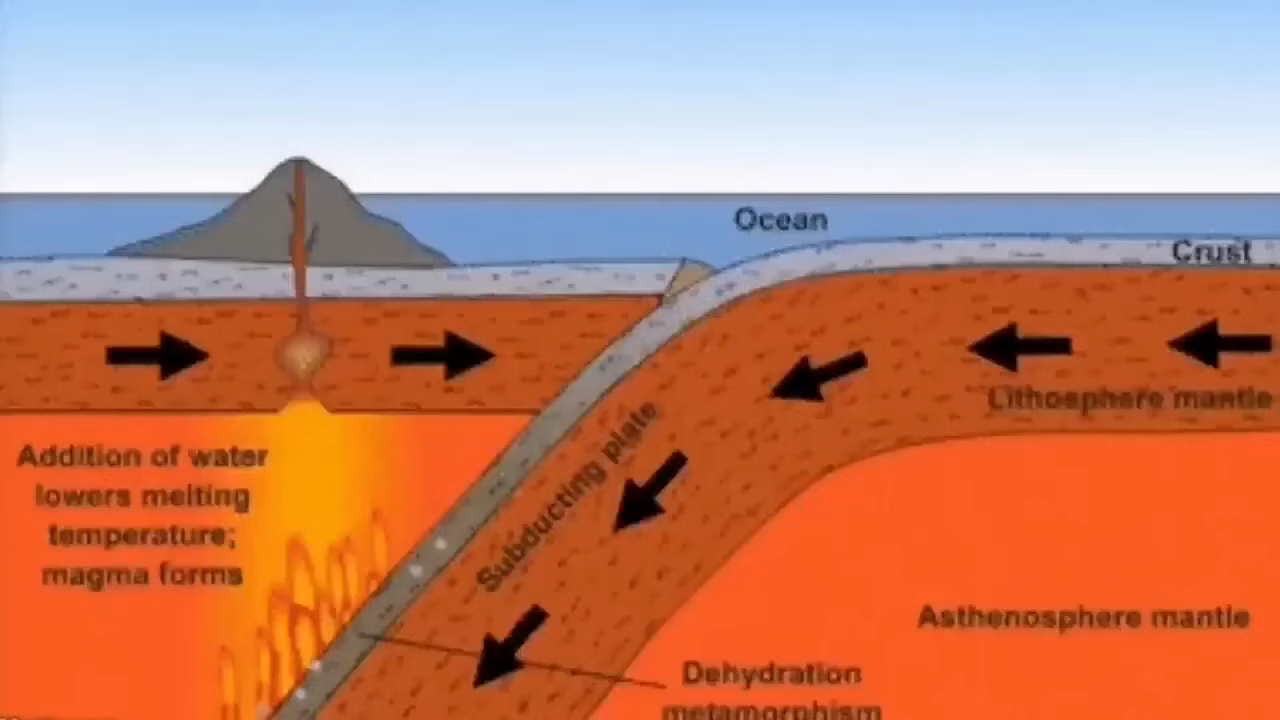 Ocean
Crust
Lithosphere mantle
Subducting plate
Addition of water
lowers melting
temperature;
magma forms
Asthenosphere mantle
Dehydration
metamorphism